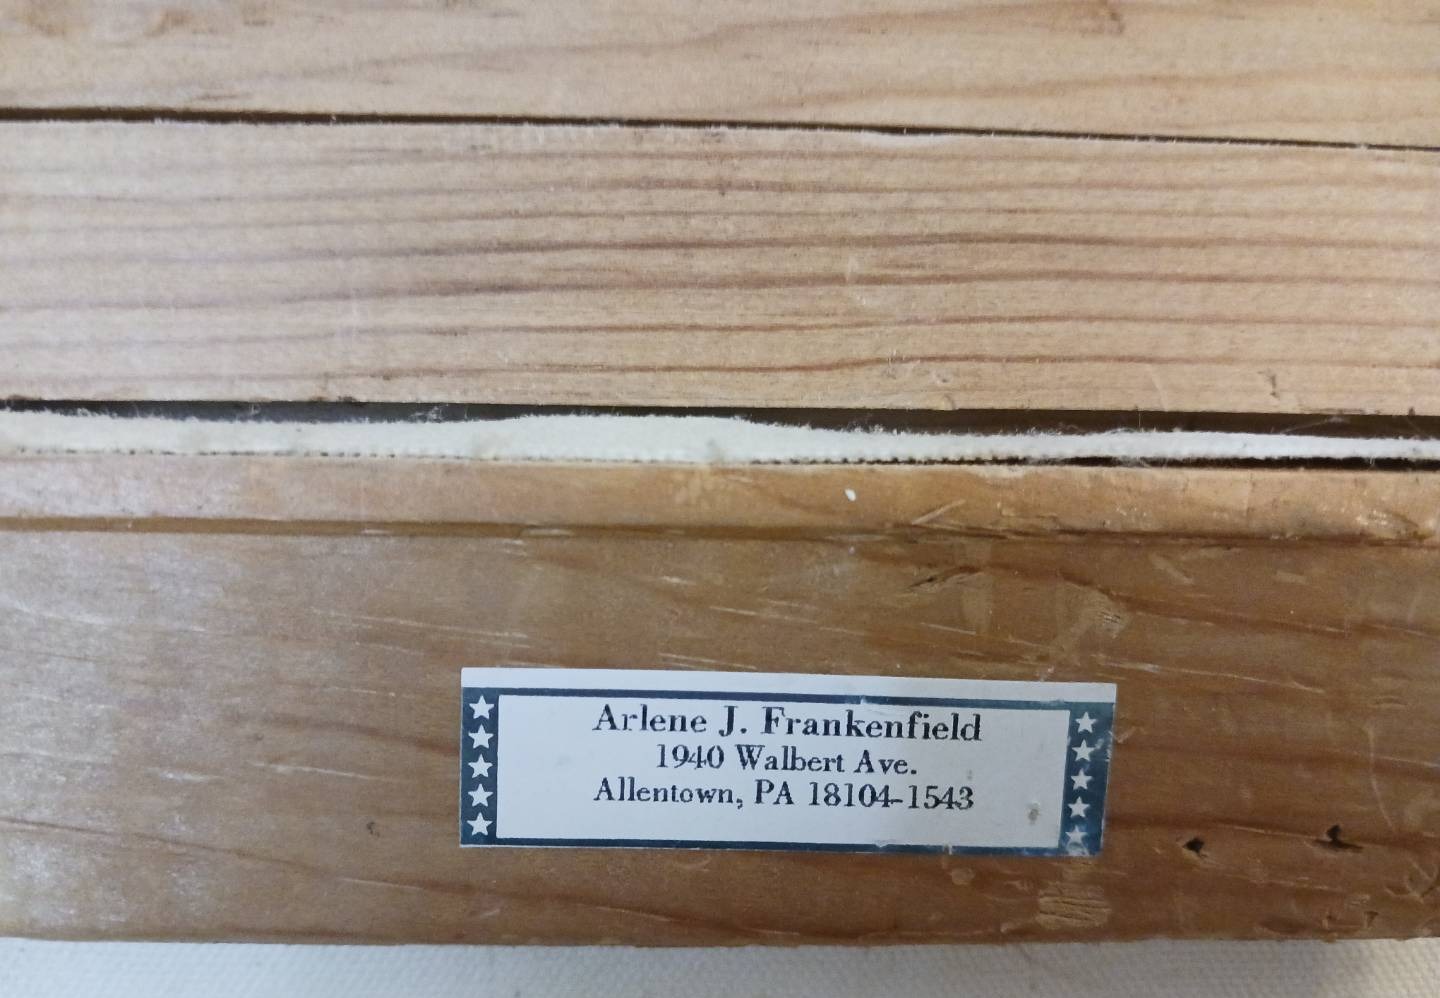 Arlene J. Frankenfield
1940 Walbert Ave.
Allentown, PA 18104-1543